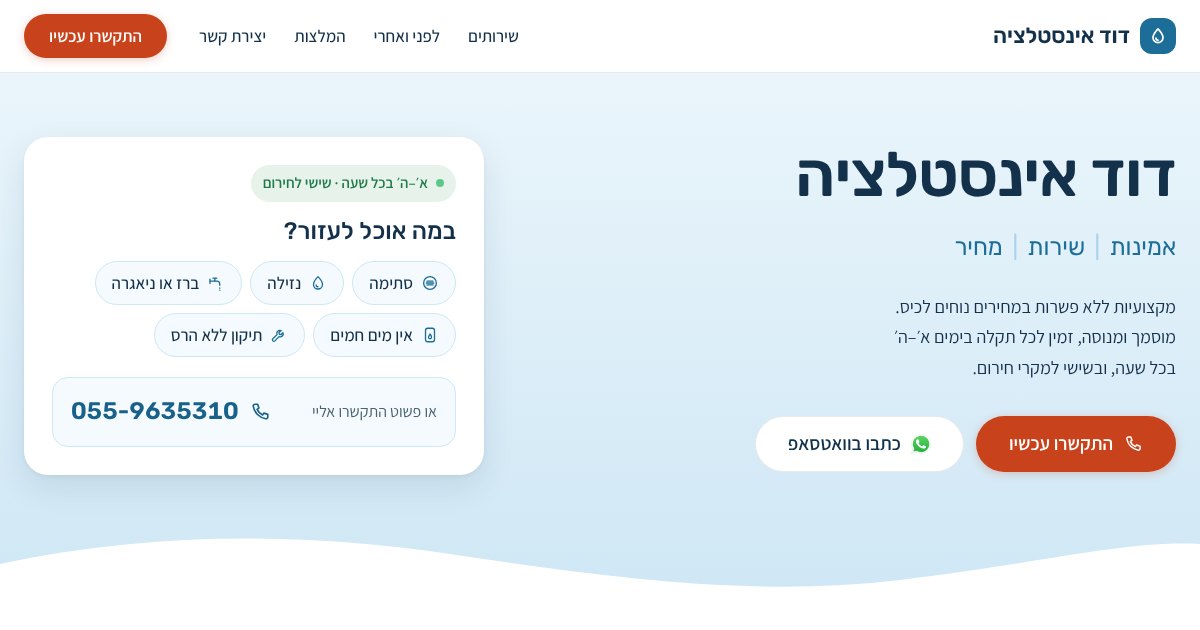 דוד אינסטלציה
שירותים
לפני ואחרי
המלצות
יצירת קשר
התקשרו עכשיו
דוד אינסטלציה
אמינות | שירות | מחיר
מקצועיות ללא פשרות במחירים נוחים לכיס.
מוסמך ומנוסה, זמין לכל תקלה בימים א׳–ה׳
בכל שעה, ובשישי למקרי חירום.
התקשרו עכשיו
כתבו בוואטסאפ
א׳–ה׳ בכל שעה · שישי לחירום
במה אוכל לעזור?
סתימה
נזילה
ברז או ניאגרה
אין מים חמים
תיקון ללא הרס
או פשוט התקשרו אליי
055-9635310